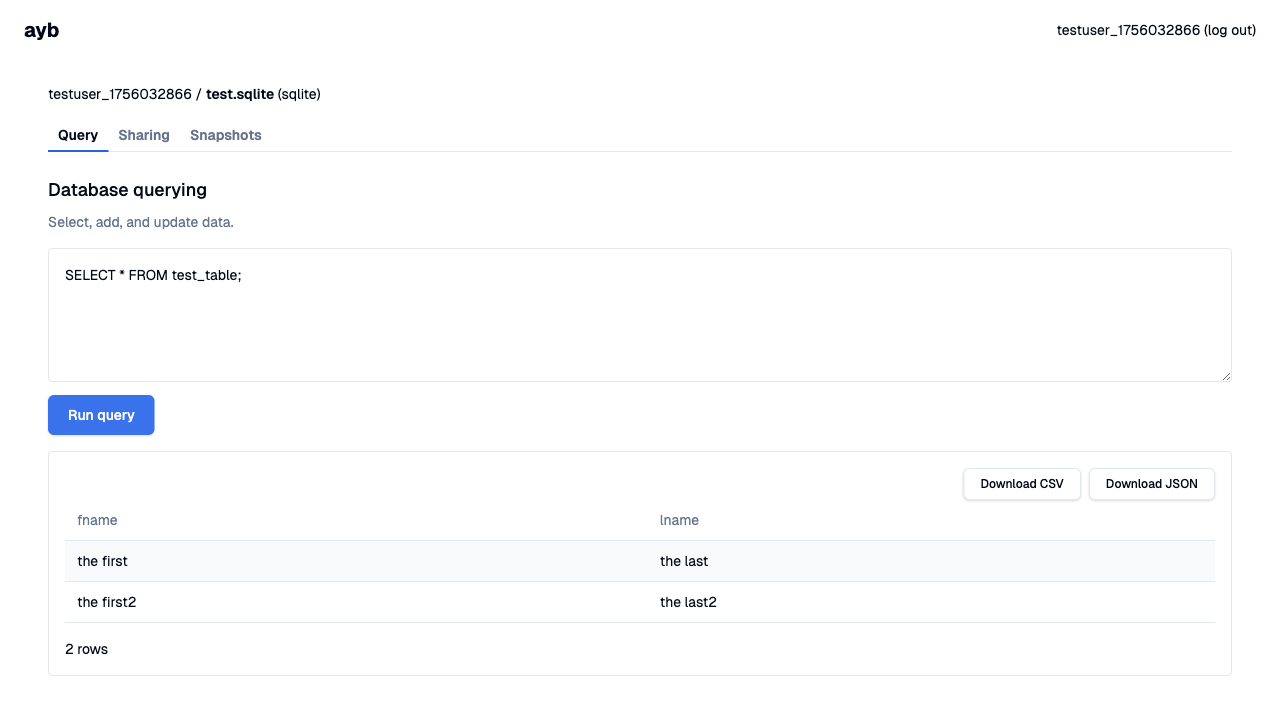 ayb
testuser_1756032866 (log out)
testuser_1756032866 / test.sqlite (sqlite)
Query Sharing Snapshots
Database querying
Select, add, and update data.
SELECT * FROM test_table;
Run query
Download CSV Download JSON
fname lname
the first the last
the first2 the last2
2 rows